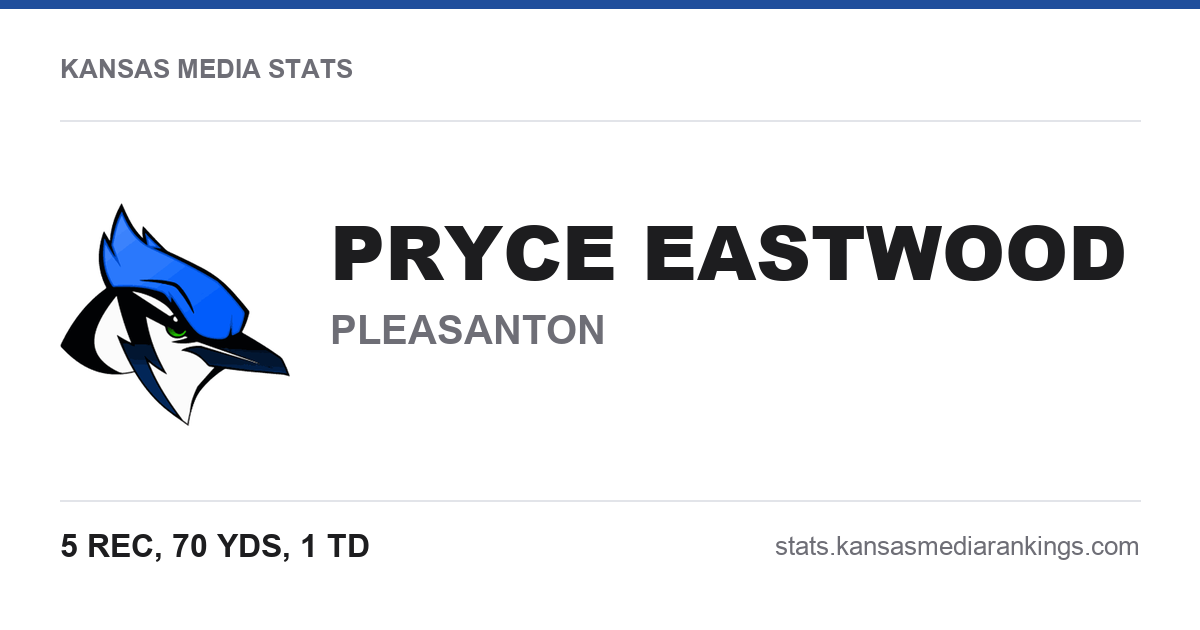 KANSAS MEDIA STATS
PRYCE EASTWOOD
PLEASANTON
5 REC, 70 YDS, 1 TD
stats.kansasmediarankings.com